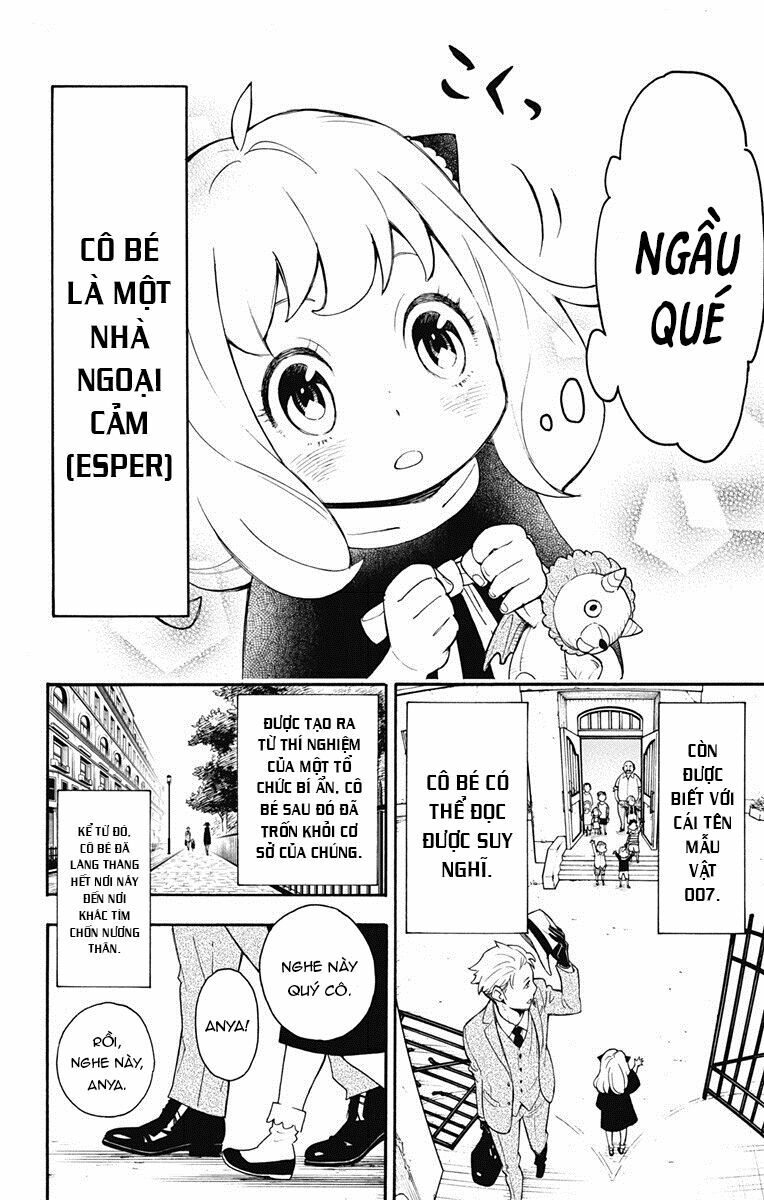 こくっ
NGẦU
QUÉ
CÔ BÉ
LÀ MỘT
NHÀ
NGOẠI
CẢM
(ESPER)
CÒN
ĐƯỢC
BIẾT VỚI
CÁI TÊN
MẪU
VẬT
007.
CÔ BÉ CÓ
THỂ ĐỌC
ĐƯỢC SUY
NGHĨ.
ĐƯỢC TẠO RA
TỪ THÍ NGHIỆM
CỦA MỘT TỔ
CHỨC BÍ ẨN, CÔ
BÉ SAU ĐÓ ĐÃ
TRỐN KHỎI CƠ
SỞ CỦA CHÚNG.
KỂ TỪ ĐÓ,
CÔ BÉ ĐÃ
LANG THANG
HẾT NƠI NÀY
ĐẾN NƠI
KHÁC TÌM
CHỐN NƯƠNG
THÂN.
NGHE NÀY
QUÝ CÔ.
ANYA!
RỒI,
NGHE NÀY,
ANYA.